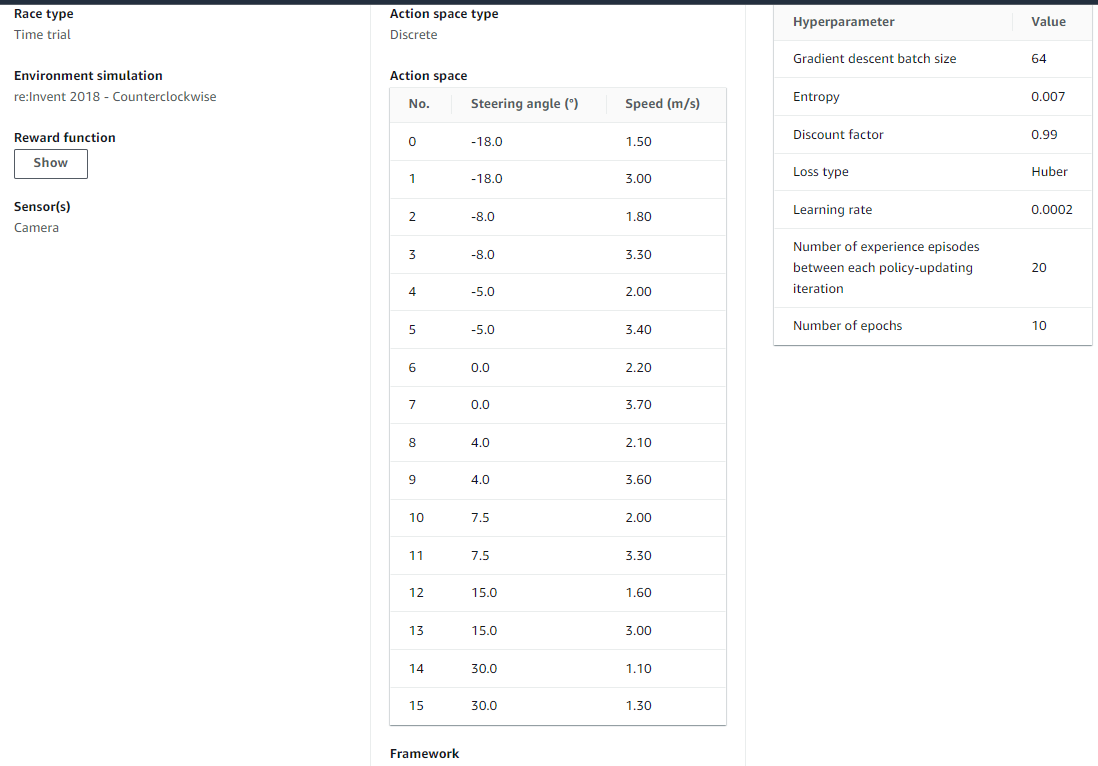 Race type
Time trial
Environment simulation
re:Invent 2018 - Counterclockwise
Reward function
Show
Sensor(s)
Camera
Action space type
Discrete
Action space
No. Steering angle (°) Speed (m/s)
0 -18.0 1.50
1 -18.0 3.00
2 -8.0 1.80
3 -8.0 3.30
4 -5.0 2.00
5 -5.0 3.40
6 0.0 2.20
7 0.0 3.70
8 4.0 2.10
9 4.0 3.60
10 7.5 2.00
11 7.5 3.30
12 15.0 1.60
13 15.0 3.00
14 30.0 1.10
15 30.0 1.30
Framework
Hyperparameter Value
Gradient descent batch size 64
Entropy 0.007
Discount factor 0.99
Loss type Huber
Learning rate 0.0002
Number of experience episodes
between each policy-updating 20
iteration
Number of epochs 10